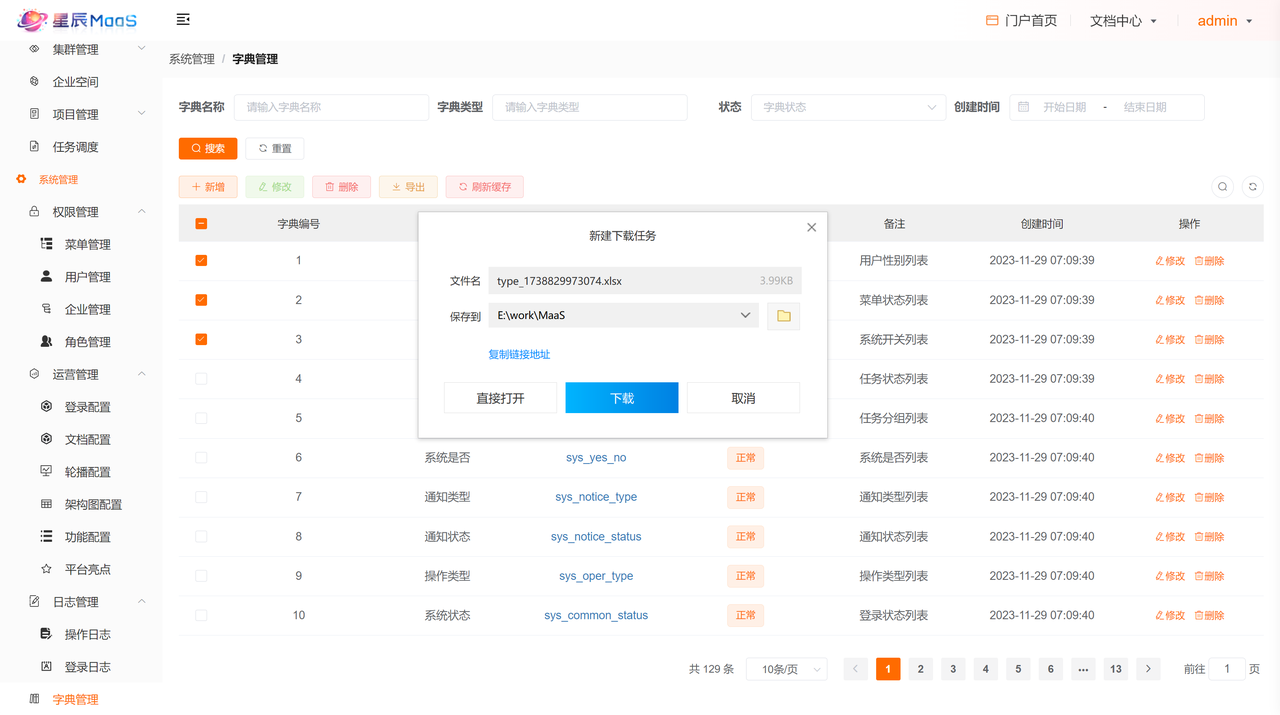 星辰MaaS
门户首页 文档中心 admin
集群管理
企业空间
项目管理
任务调度
系统管理
权限管理
菜单管理
用户管理
企业管理
角色管理
运营管理
登录配置
文档配置
轮播配置
架构图配置
功能配置
平台亮点
日志管理
操作日志
登录日志
字典管理
系统管理 / 字典管理
字典名称 请输入字典名称 字典类型 请输入字典类型 状态 字典状态 创建时间 开始日期 - 结束日期
搜索 重置
新增 修改 删除 导出 刷新缓存
字典编号 备注 创建时间 操作
1 用户性别列表 2023-11-29 07:09:39 修改 删除
2 菜单状态列表 2023-11-29 07:09:39 修改 删除
3 系统开关列表 2023-11-29 07:09:39 修改 删除
4 任务状态列表 2023-11-29 07:09:39 修改 删除
5 任务分组列表 2023-11-29 07:09:40 修改 删除
6 系统是否 sys_yes_no 正常 系统是否列表 2023-11-29 07:09:40 修改 删除
7 通知类型 sys_notice_type 正常 通知类型列表 2023-11-29 07:09:40 修改 删除
8 通知状态 sys_notice_status 正常 通知状态列表 2023-11-29 07:09:40 修改 删除
9 操作类型 sys_oper_type 正常 操作类型列表 2023-11-29 07:09:40 修改 删除
10 系统状态 sys_common_status 正常 登录状态列表 2023-11-29 07:09:40 修改 删除
共 129 条 10条/页 1 2 3 4 5 6 ... 13 前往 1 页
新建下载任务
文件名 type_1738829973074.xlsx 3.99KB
保存到 E:\work\MaaS
复制链接地址
直接打开 下载 取消